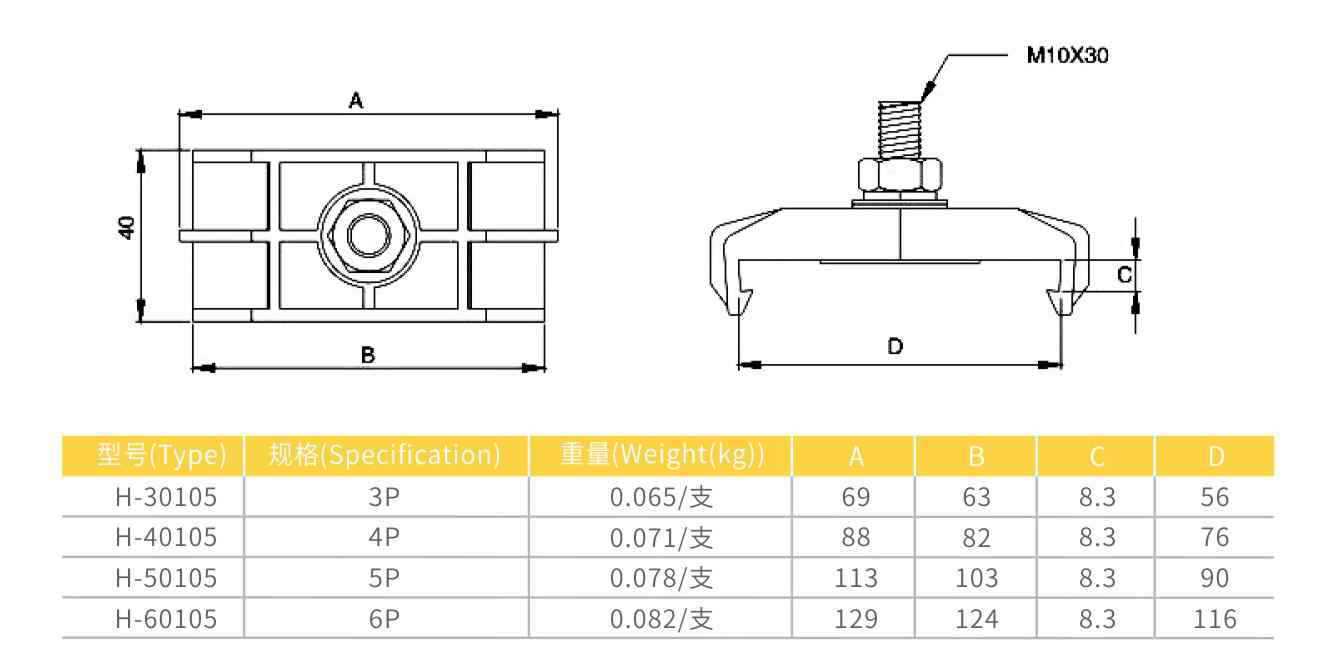 M10X30
A
40
C
B
D
型号(Type) 规格(Specification) 重量(Weight(kg)) A B C D
H-30105 3P 0.065/支 69 63 8.3 56
H-40105 4P 0.071/支 88 82 8.3 76
H-50105 5P 0.078/支 113 103 8.3 90
H-60105 6P 0.082/支 129 124 8.3 116